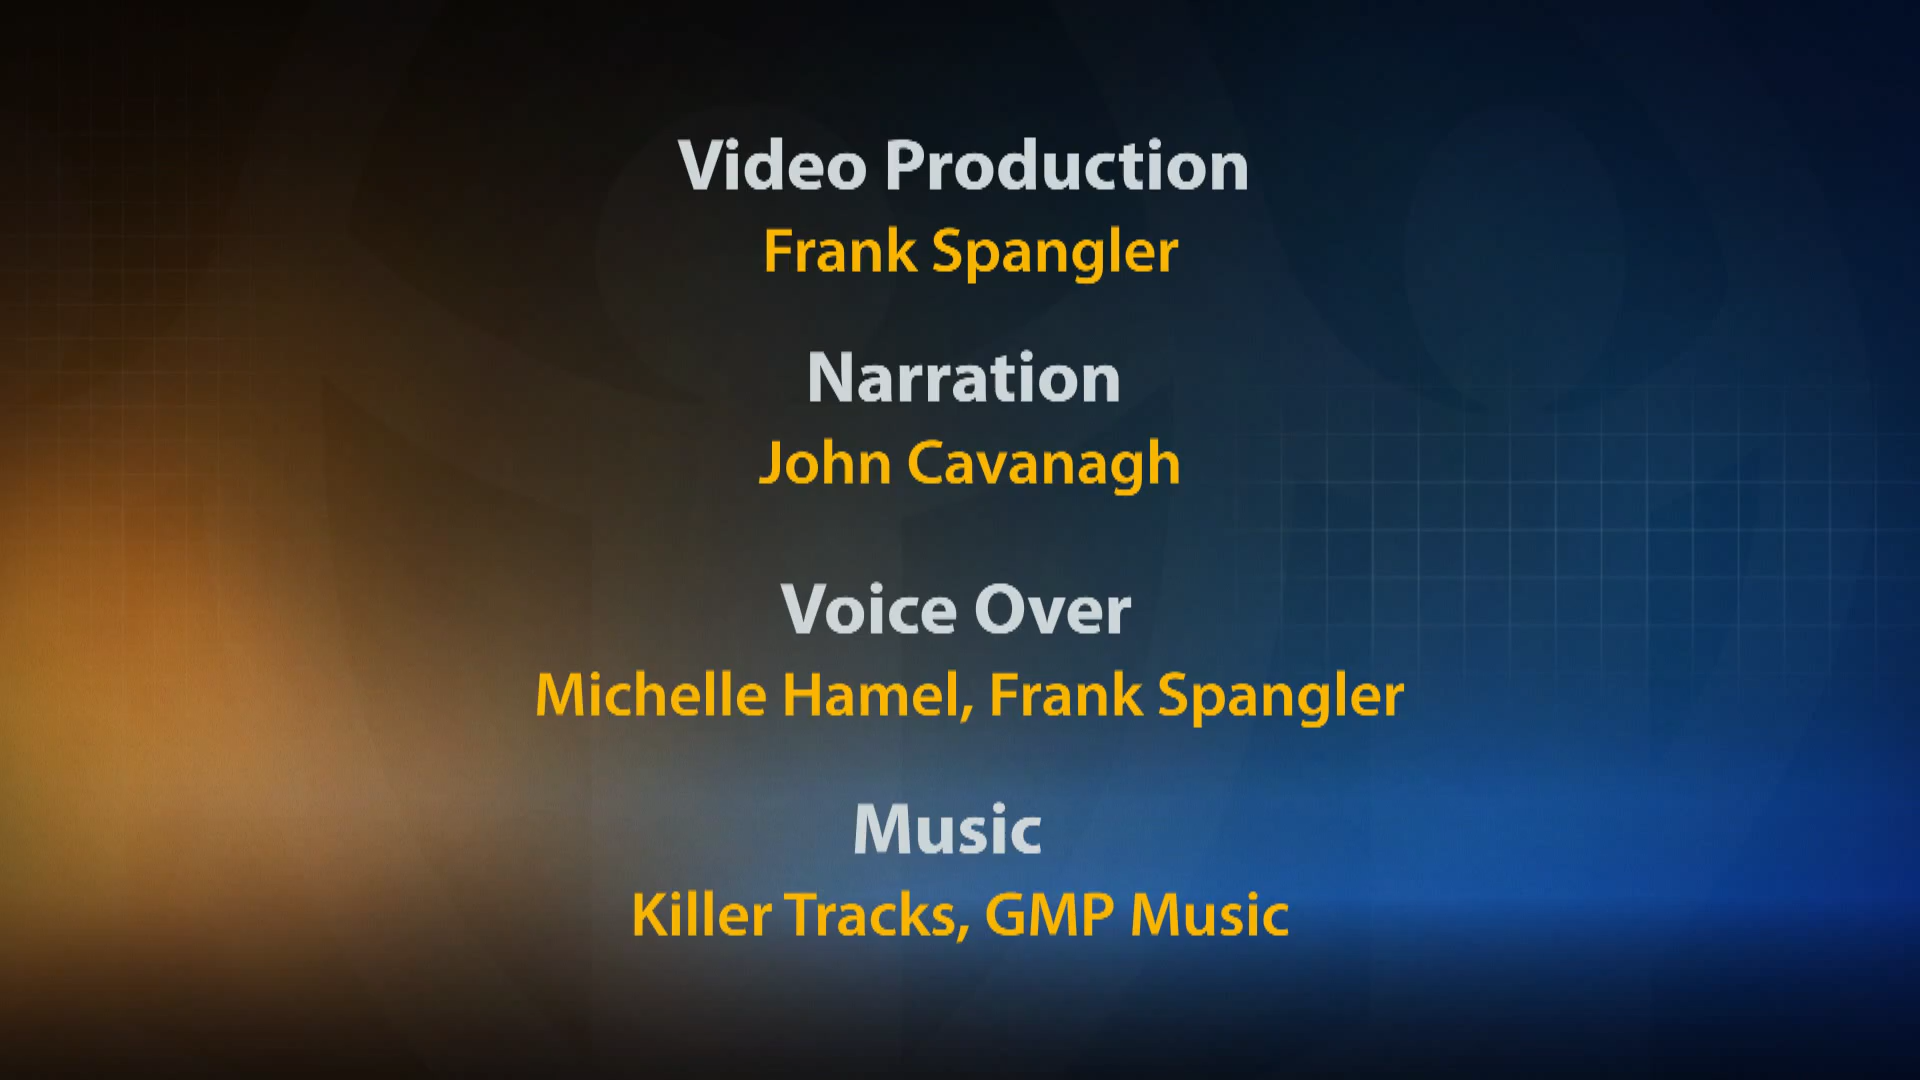 Video Production
Frank Spangler
Narration
John Cavanagh
Voice Over
Michelle Hamel, Frank Spangler
Music
Killer Tracks, GMP Music